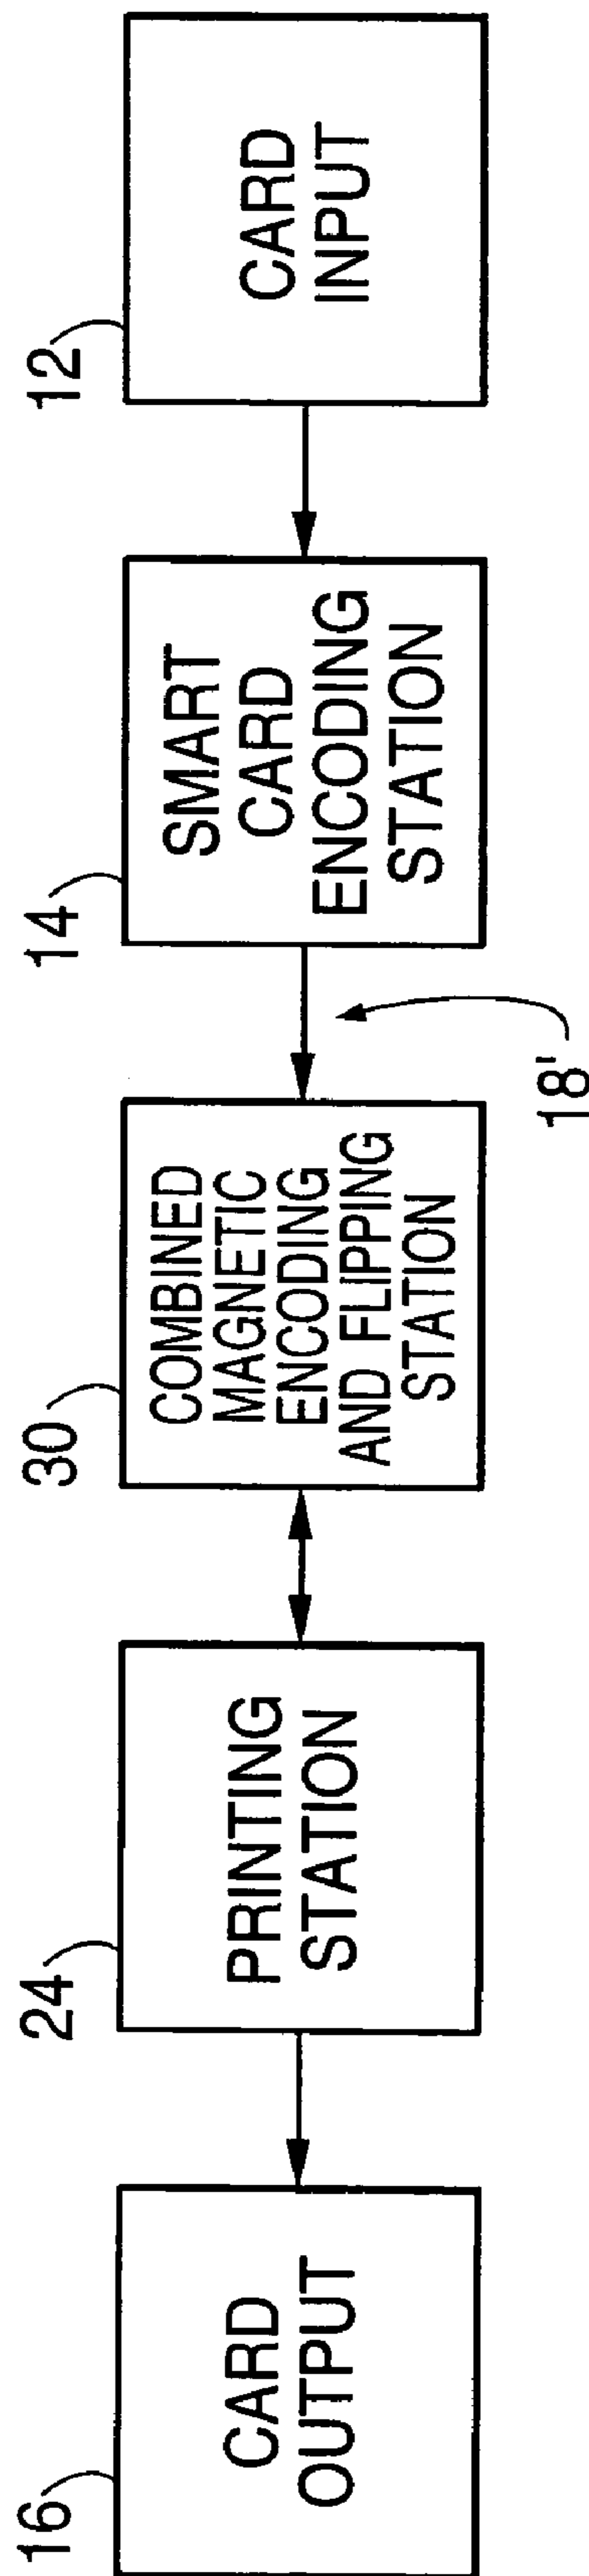 16
CARD
OUTPUT
24
PRINTING
STATION
30
COMBINED
MAGNETIC
ENCODING
AND FLIPPING
STATION
18'
14
SMART
CARD
ENCODING
STATION
12
CARD
INPUT